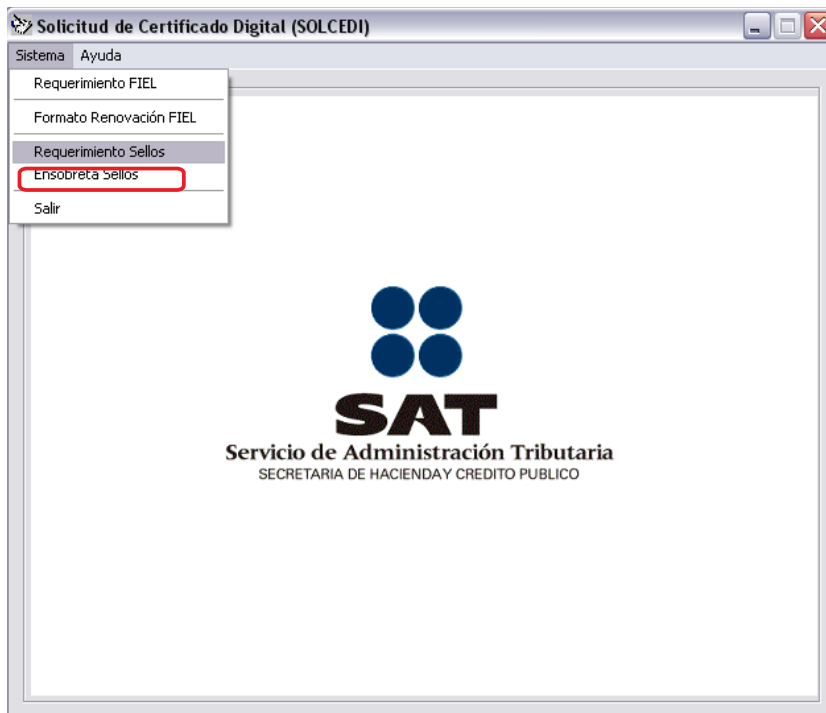 Solicitud de Certificado Digital (SOLCEDI)
Sistema Ayuda
Requerimiento FIEL
Formato Renovación FIEL
Requerimiento Sellos
Ensobreta Sellos
Salir
SAT
Servicio de Administración Tributaria
SECRETARIA DE HACIENDA Y CREDITO PUBLICO